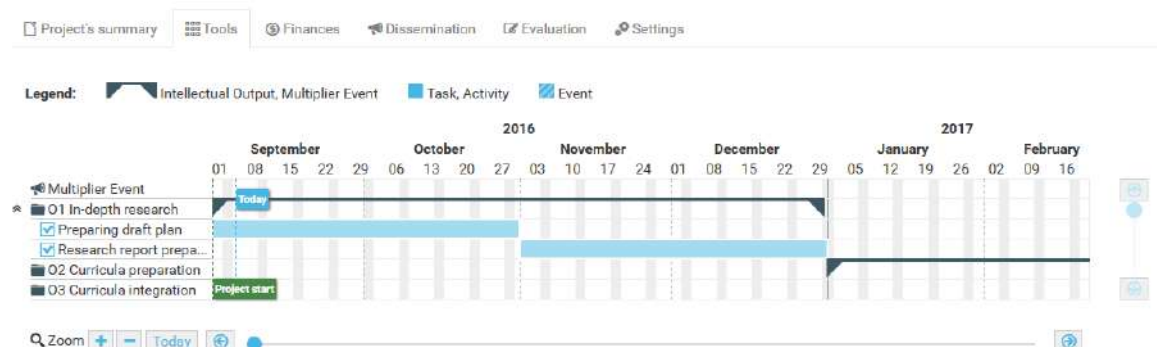 Project's summary Tools Finances Dissemination Evaluation Settings
Legend: Intellectual Output, Multiplier Event Task, Activity Event
2016 2017
September October November December January February
01 08 15 22 29 06 13 20 27 03 10 17 24 01 08 15 22 29 05 12 19 26 02 09 16
Multiplier Event
Today
O1 In-depth research
Preparing draft plan
Research report prepa...
O2 Curricula preparation
O3 Curricula integration Project start
Zoom + - Today